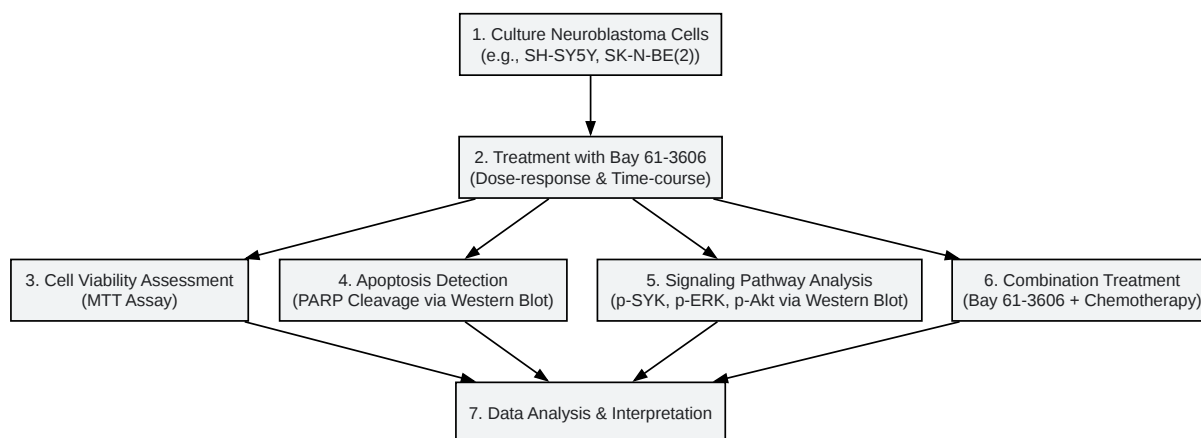 1. Culture Neuroblastoma Cells
(e.g., SH-SY5Y, SK-N-BE(2))
2. Treatment with Bay 61-3606
(Dose-response & Time-course)
3. Cell Viability Assessment
(MTT Assay)
4. Apoptosis Detection
(PARP Cleavage via Western Blot)
5. Signaling Pathway Analysis
(p-SYK, p-ERK, p-Akt via Western Blot)
6. Combination Treatment
(Bay 61-3606 + Chemotherapy)
7. Data Analysis & Interpretation